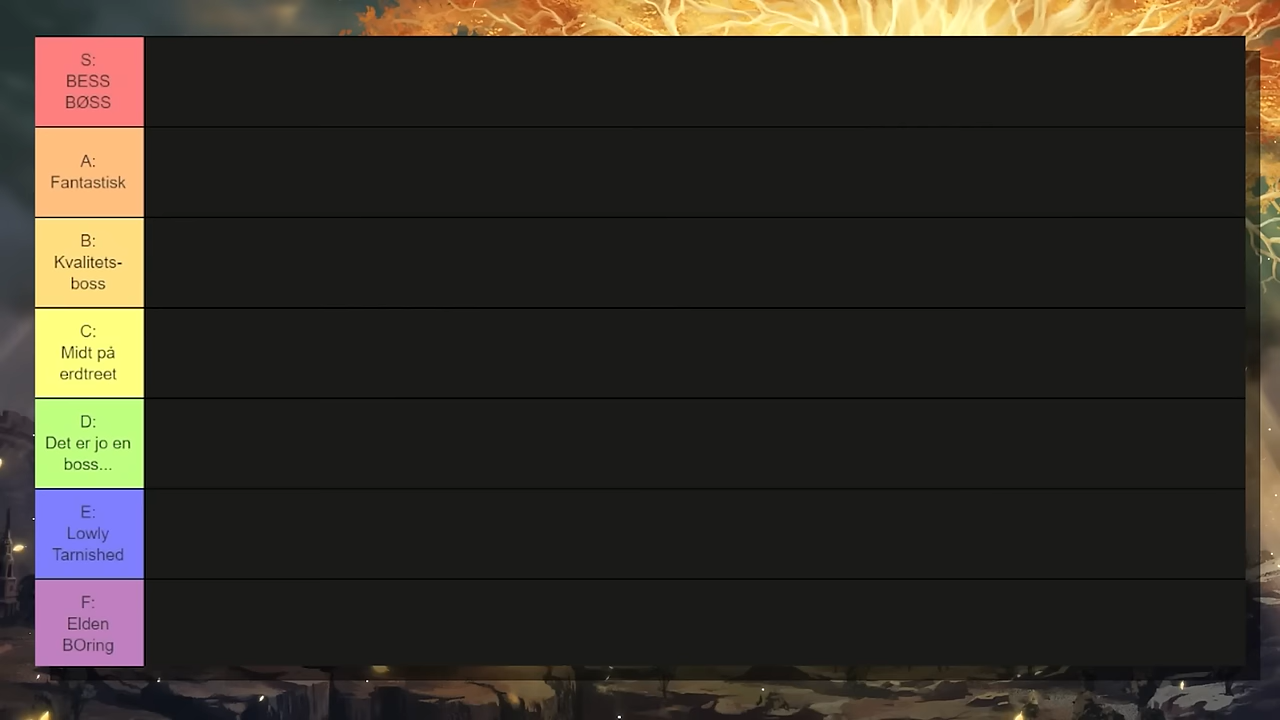 S:
BESS
BØSS
A:
Fantastisk
B:
Kvalitets-
boss
C:
Midt på
erdtreet
D:
Det er jo en
boss...
E:
Lowly
Tarnished
F:
Elden
BOring